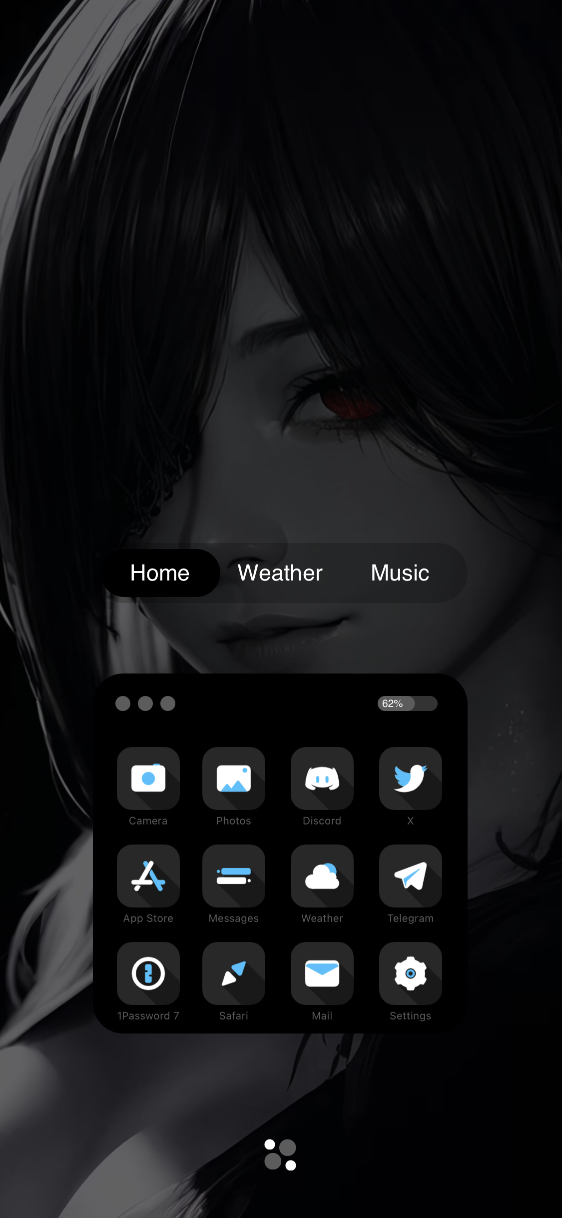 Home Weather Music
62%
Camera Photos Discord X
App Store Messages Weather Telegram
1Password 7 Safari Mail Settings